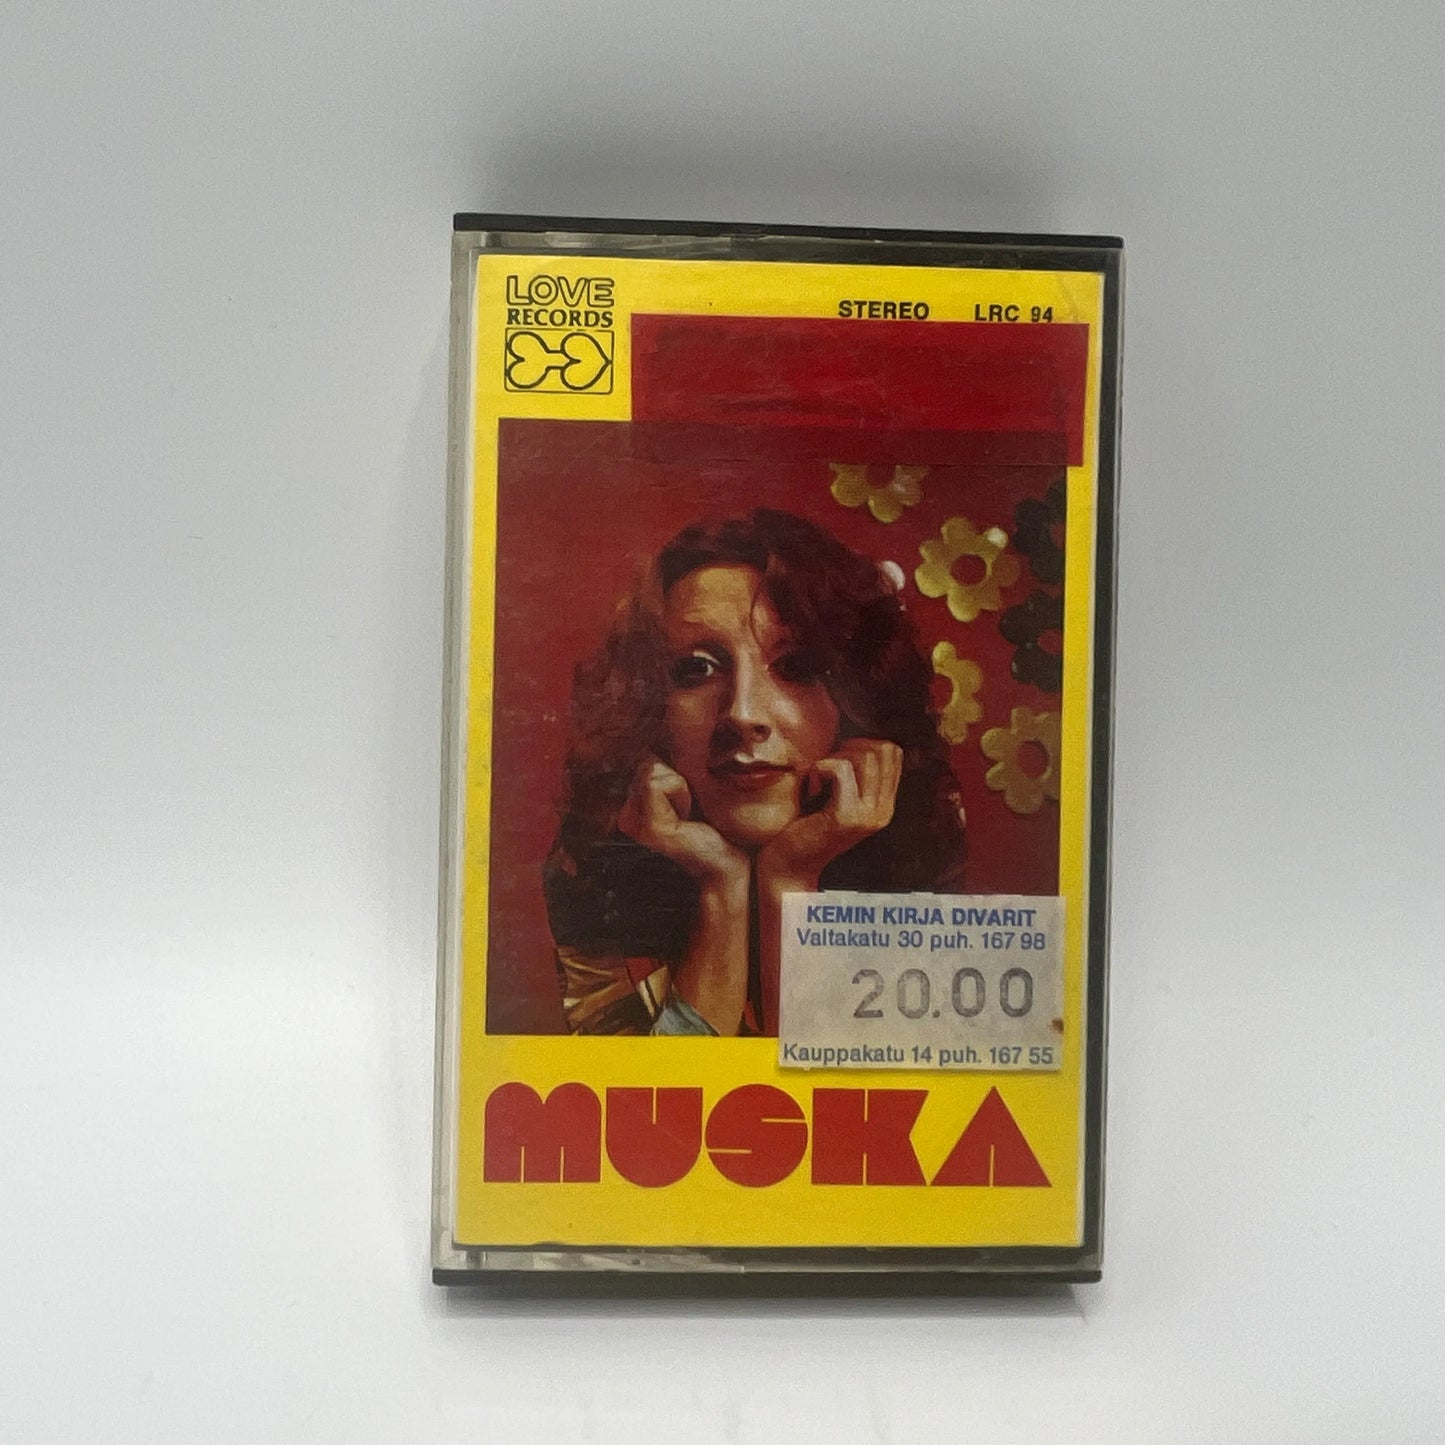 LOVE
RECORDS
STEREO LRC 94
KEMIN KIRJA DIVARIT
Valtakatu 30 puh. 167 98
20.00
Kauppakatu 14 puh. 167 55
MUSKA